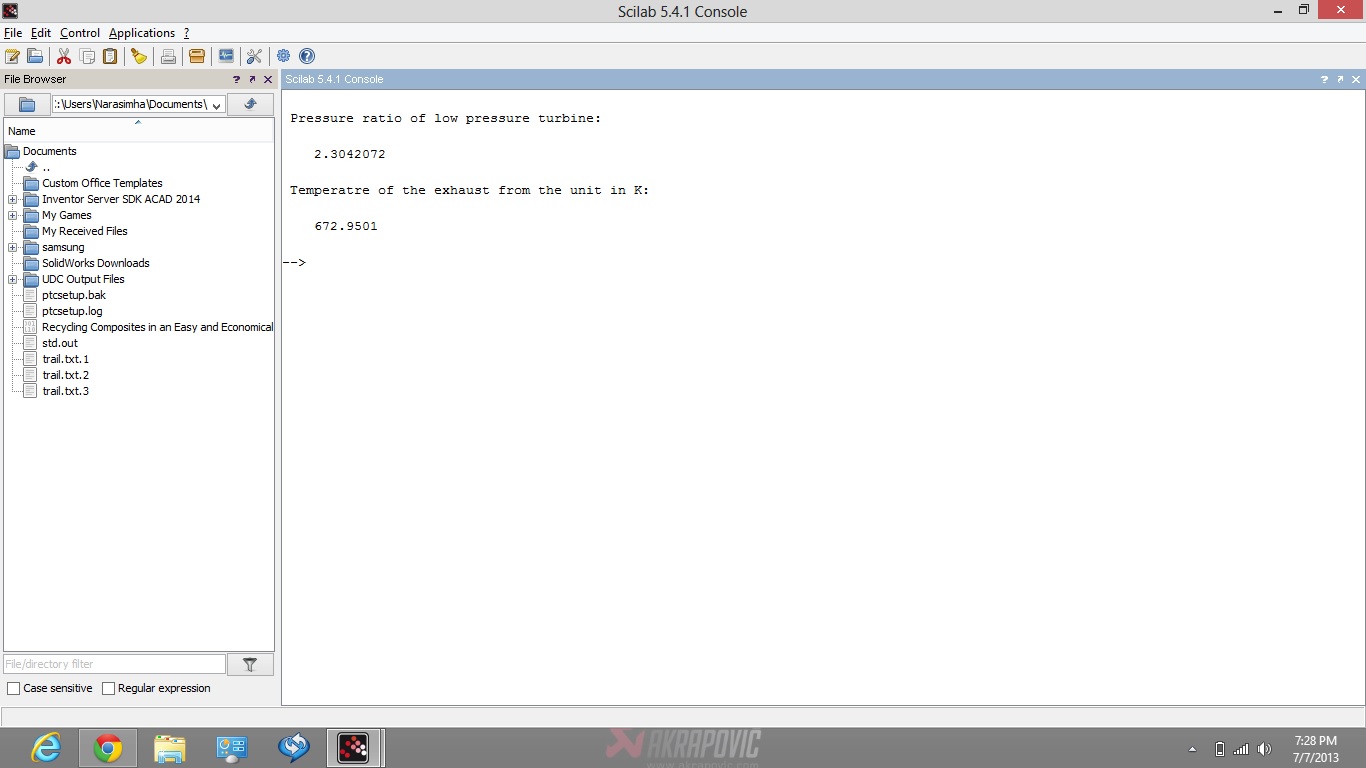 Scilab 5.4.1 Console
File Edit Control Applications ?
File Browser ? 
Scilab 5.4.1 Console ?
:\Users\Narasimha\Documents\
Name
Documents
..
Custom Office Templates
Inventor Server SDK ACAD 2014
My Games
My Received Files
samsung
SolidWorks Downloads
UDC Output Files
ptcsetup.bak
ptcsetup.log
Recycling Composites in an Easy and Economical
std.out
trail.txt.1
trail.txt.2
trail.txt.3
File/directory filter
Case sensitive Regular expression
Pressure ratio of low pressure turbine:
2.3042072
Temperatre of the exhaust from the unit in K:
672.9501
-->
AKRAPOVIC
www.akrapovic.com
7:28 PM
7/7/2013